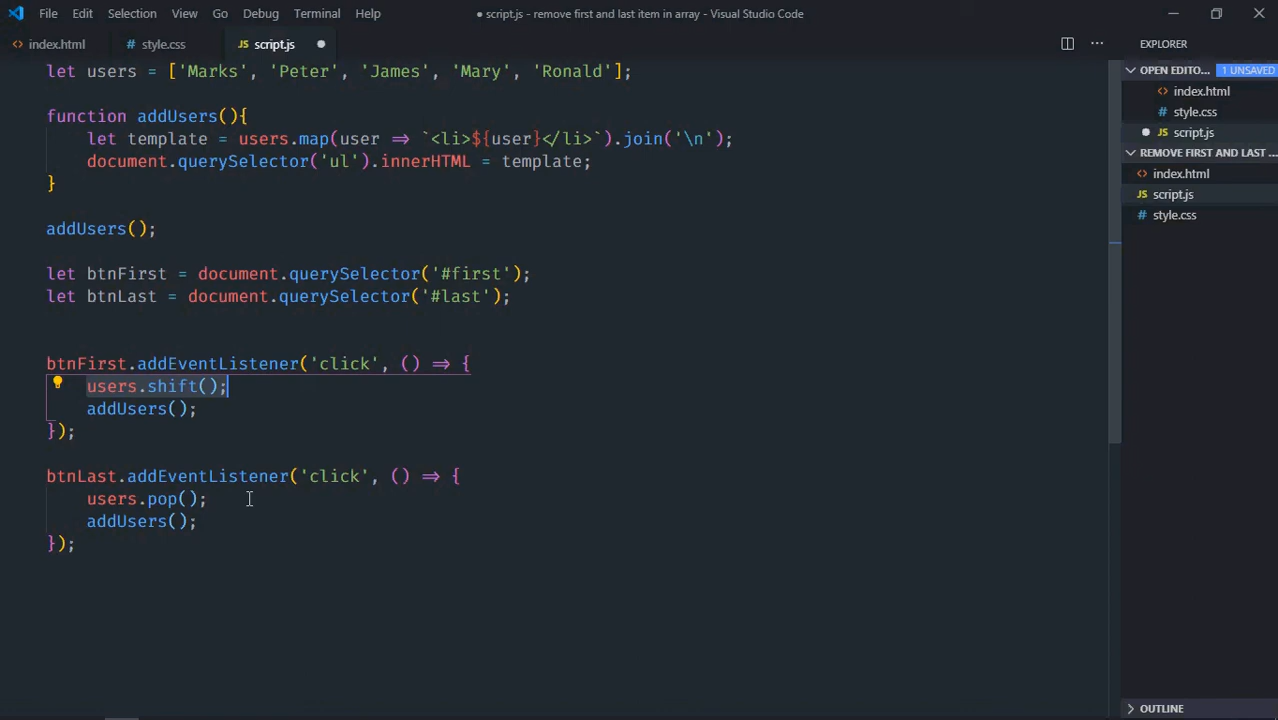 File Edit Selection View Go Debug Terminal Help ● script.js - remove first and last item in array - Visual Studio Code
<> index.html # style.css JS script.js ● ··· EXPLORER
let users = ['Marks', 'Peter', 'James', 'Mary', 'Ronald'];
function addUsers(){
let template = users.map(user => `<li>${user}</li>`).join('\n');
document.querySelector('ul').innerHTML = template;
}
addUsers();
let btnFirst = document.querySelector('#first');
let btnLast = document.querySelector('#last');
btnFirst.addEventListener('click', () => {
users.shift();
addUsers();
});
btnLast.addEventListener('click', () => {
users.pop();
addUsers();
});
OPEN EDITO... 1 UNSAVED
<> index.html
# style.css
● JS script.js
REMOVE FIRST AND LAST ...
<> index.html
JS script.js
# style.css
OUTLINE